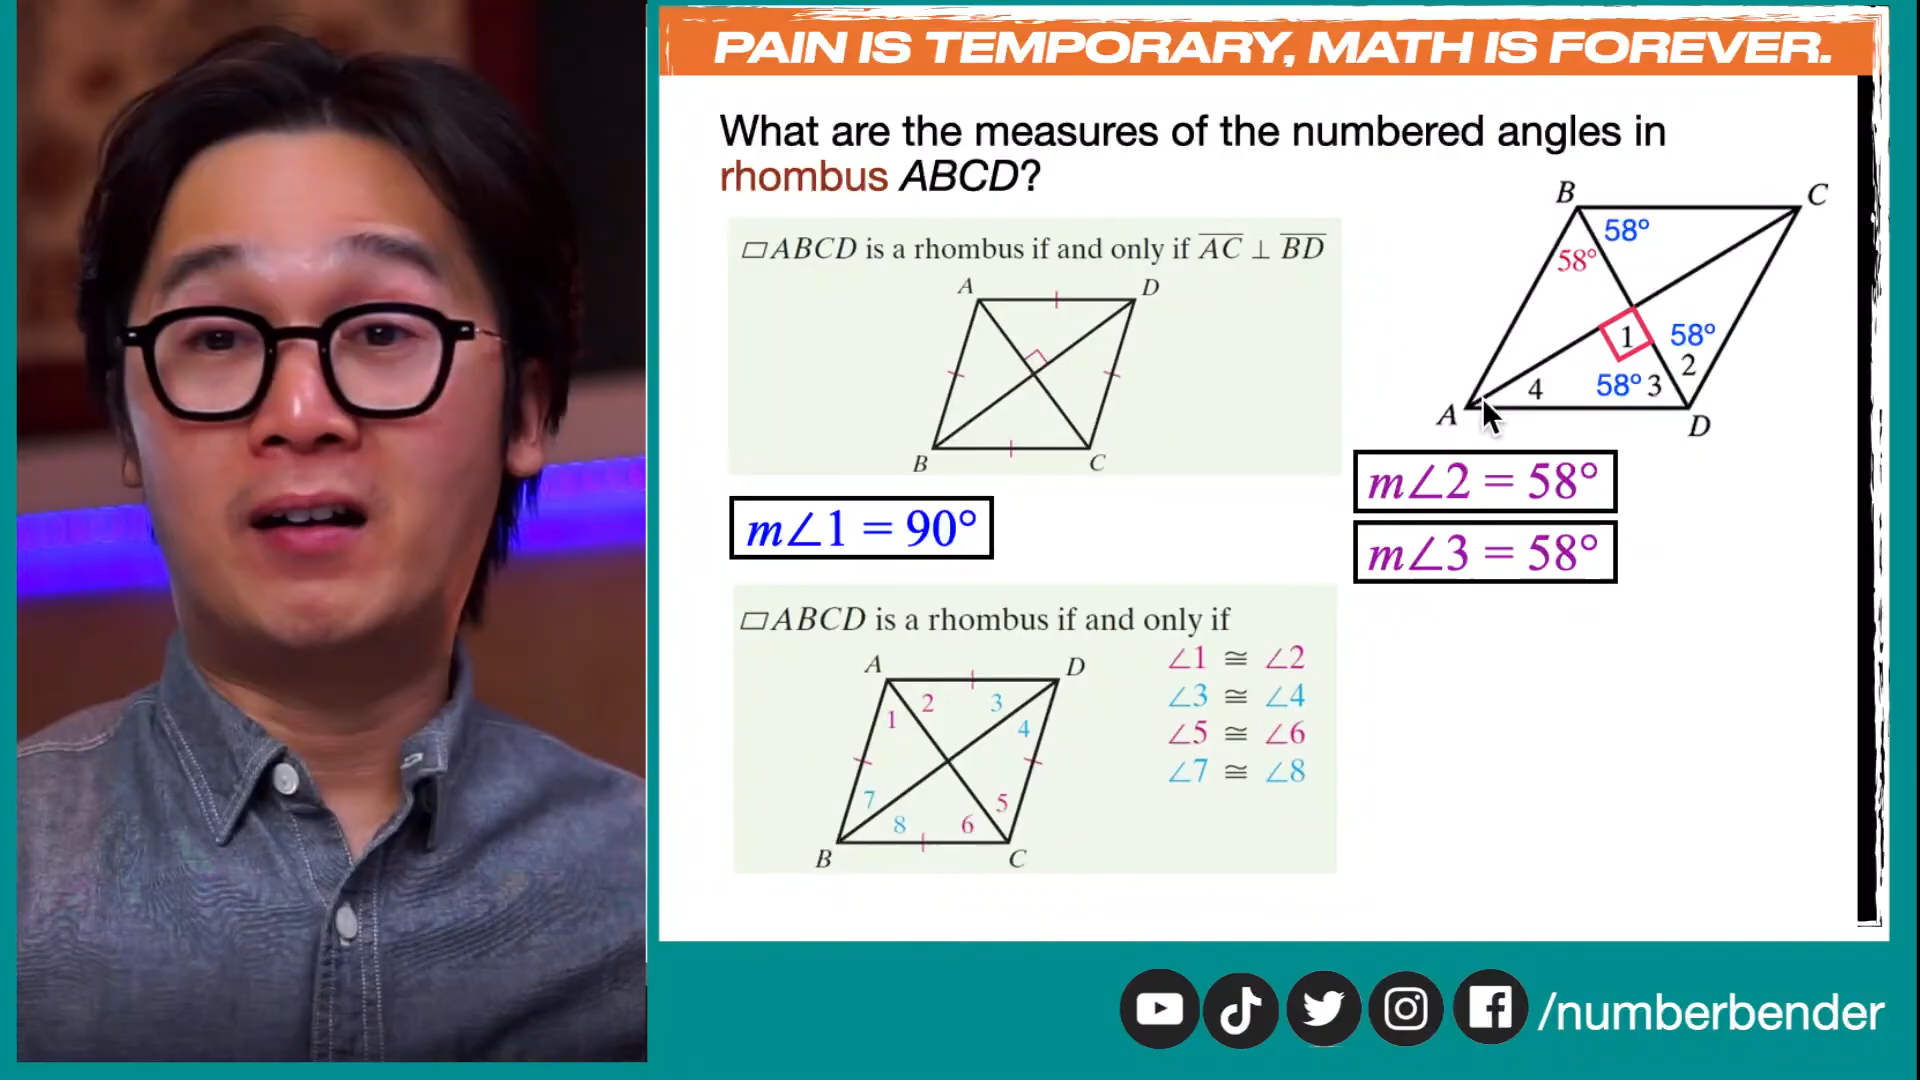 PAIN IS TEMPORARY, MATH IS FOREVER.
What are the measures of the numbered angles in
rhombus ABCD?
▱ABCD is a rhombus if and only if A̅C̅ ⊥ B̅D̅
A D
B C
m∠1 = 90°
▱ABCD is a rhombus if and only if
A D
1 2 3 4
7 8 6 5
B C
∠1 ≅ ∠2
∠3 ≅ ∠4
∠5 ≅ ∠6
∠7 ≅ ∠8
B C
58°
58°
1 58°
2
4 58° 3
A D
m∠2 = 58°
m∠3 = 58°
/numberbender